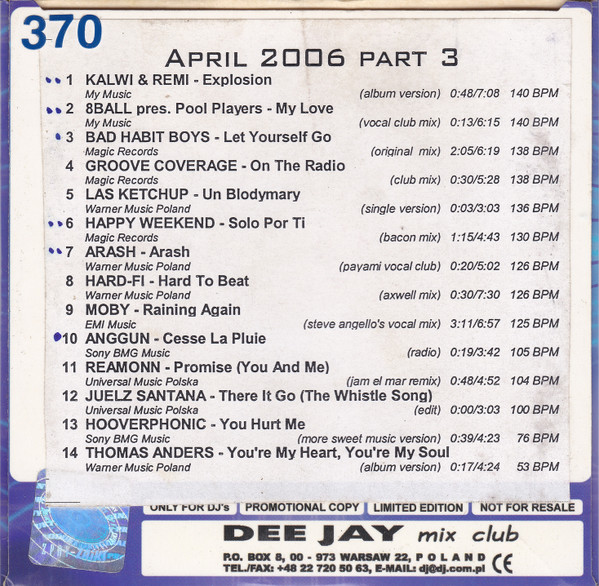 370
APRIL 2006 PART 3
1 KALWI & REMI - Explosion
My Music (album version) 0:48/7:08 140 BPM
2 8BALL pres. Pool Players - My Love
My Music (vocal club mix) 0:13/6:15 140 BPM
3 BAD HABIT BOYS - Let Yourself Go
Magic Records (original mix) 2:05/6:19 138 BPM
4 GROOVE COVERAGE - On The Radio
Magic Records (club mix) 0:30/5:28 138 BPM
5 LAS KETCHUP - Un Blodymary
Warner Music Poland (single version) 0:03/3:03 136 BPM
6 HAPPY WEEKEND - Solo Por Ti
Magic Records (bacon mix) 1:15/4:43 130 BPM
7 ARASH - Arash
Warner Music Poland (payami vocal club) 0:20/5:02 126 BPM
8 HARD-FI - Hard To Beat
Warner Music Poland (axwell mix) 0:30/7:30 126 BPM
9 MOBY - Raining Again
EMI Music (steve angello's vocal mix) 3:11/6:57 125 BPM
10 ANGGUN - Cesse La Pluie
Sony BMG Music (radio) 0:19/3:42 105 BPM
11 REAMONN - Promise (You And Me)
Universal Music Polska (jam el mar remix) 0:48/4:52 104 BPM
12 JUELZ SANTANA - There It Go (The Whistle Song)
Universal Music Polska (edit) 0:00/3:03 100 BPM
13 HOOVERPHONIC - You Hurt Me
Sony BMG Music (more sweet music version) 0:39/4:23 76 BPM
14 THOMAS ANDERS - You're My Heart, You're My Soul
Warner Music Poland (album version) 0:17/4:24 53 BPM
ONLY FOR DJ's PROMOTIONAL COPY LIMITED EDITION NOT FOR RESALE
DEE JAY mix club
P.O. BOX 8, 00 - 973 WARSAW 22, P O L A N D
TEL./FAX: +48 22 720 50 63, E-MAIL: dj@dj.com.pl CE